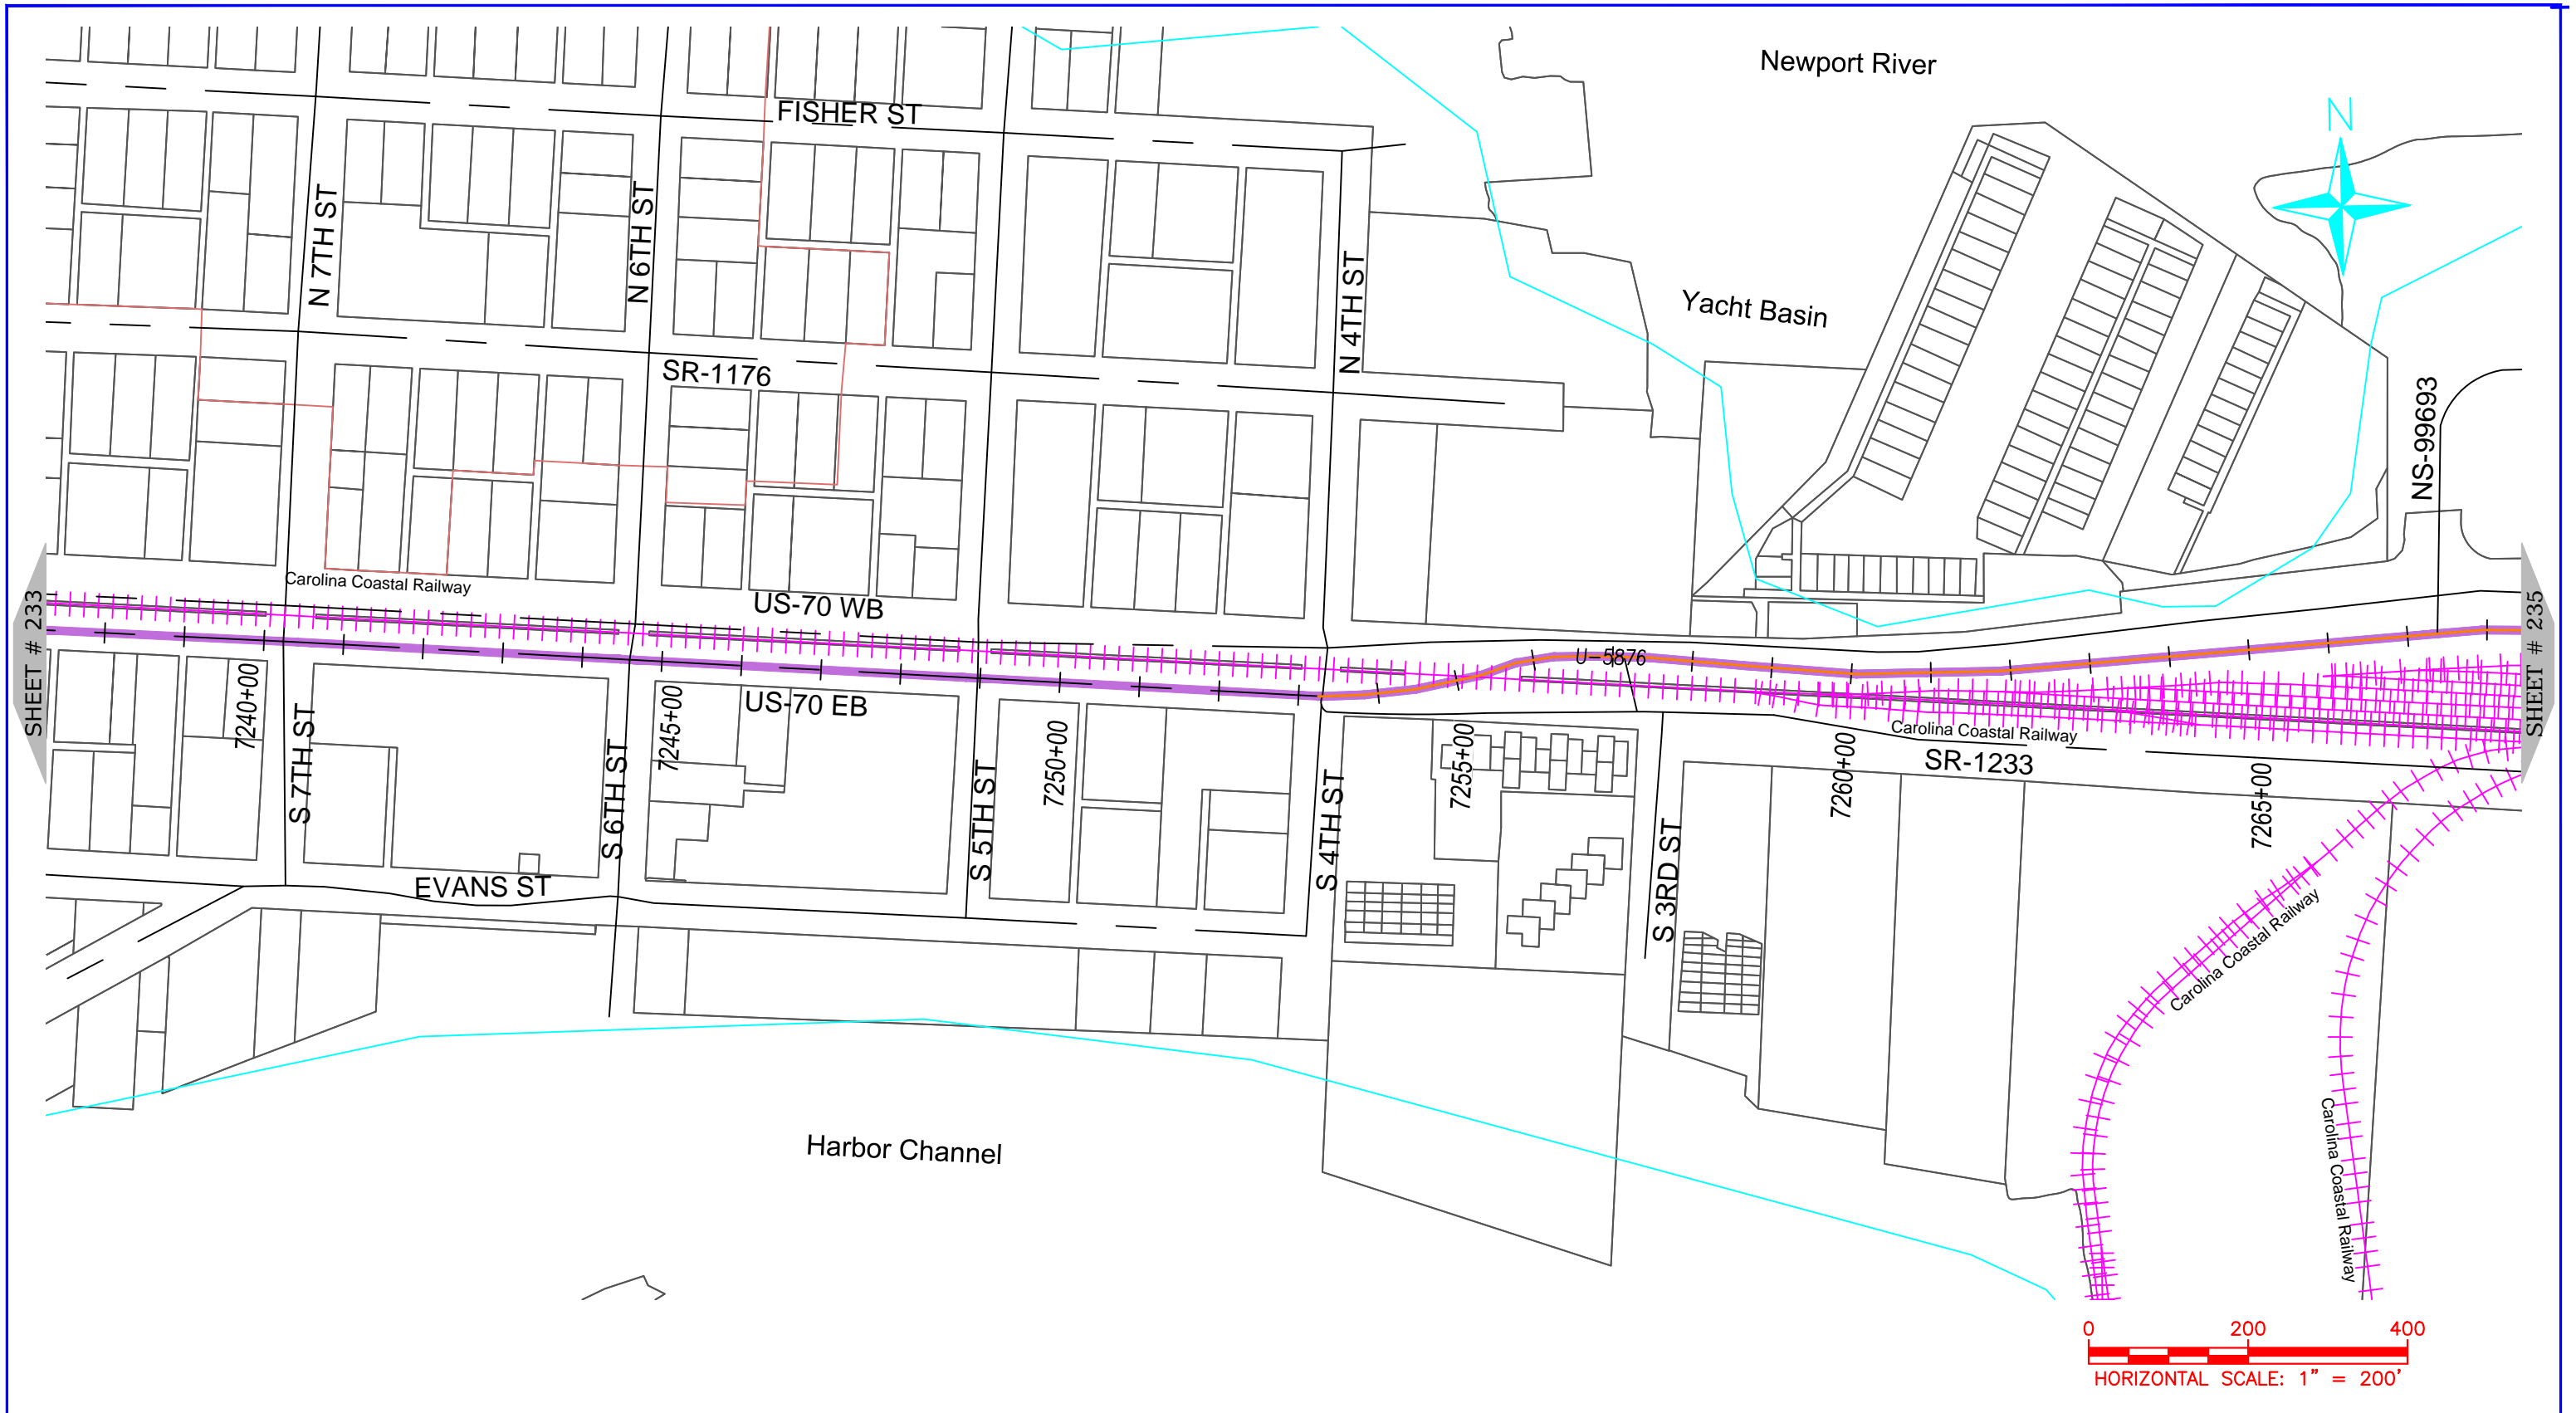 Newport River
N
FISHER ST
N 7TH ST
N 6TH ST
N 4TH ST
Yacht Basin
SR-1176
NS-99693
Carolina Coastal Railway
US-70 WB
SHEET # 233
SHEET # 235
U-5876
US-70 EB
7240+00
7245+00
7250+00
7255+00
7260+00
7265+00
Carolina Coastal Railway
SR-1233
S 7TH ST
S 6TH ST
S 5TH ST
S 4TH ST
S 3RD ST
EVANS ST
Carolina Coastal Railway
Carolina Coastal Railway
Harbor Channel
0 200 400
HORIZONTAL SCALE: 1" = 200'